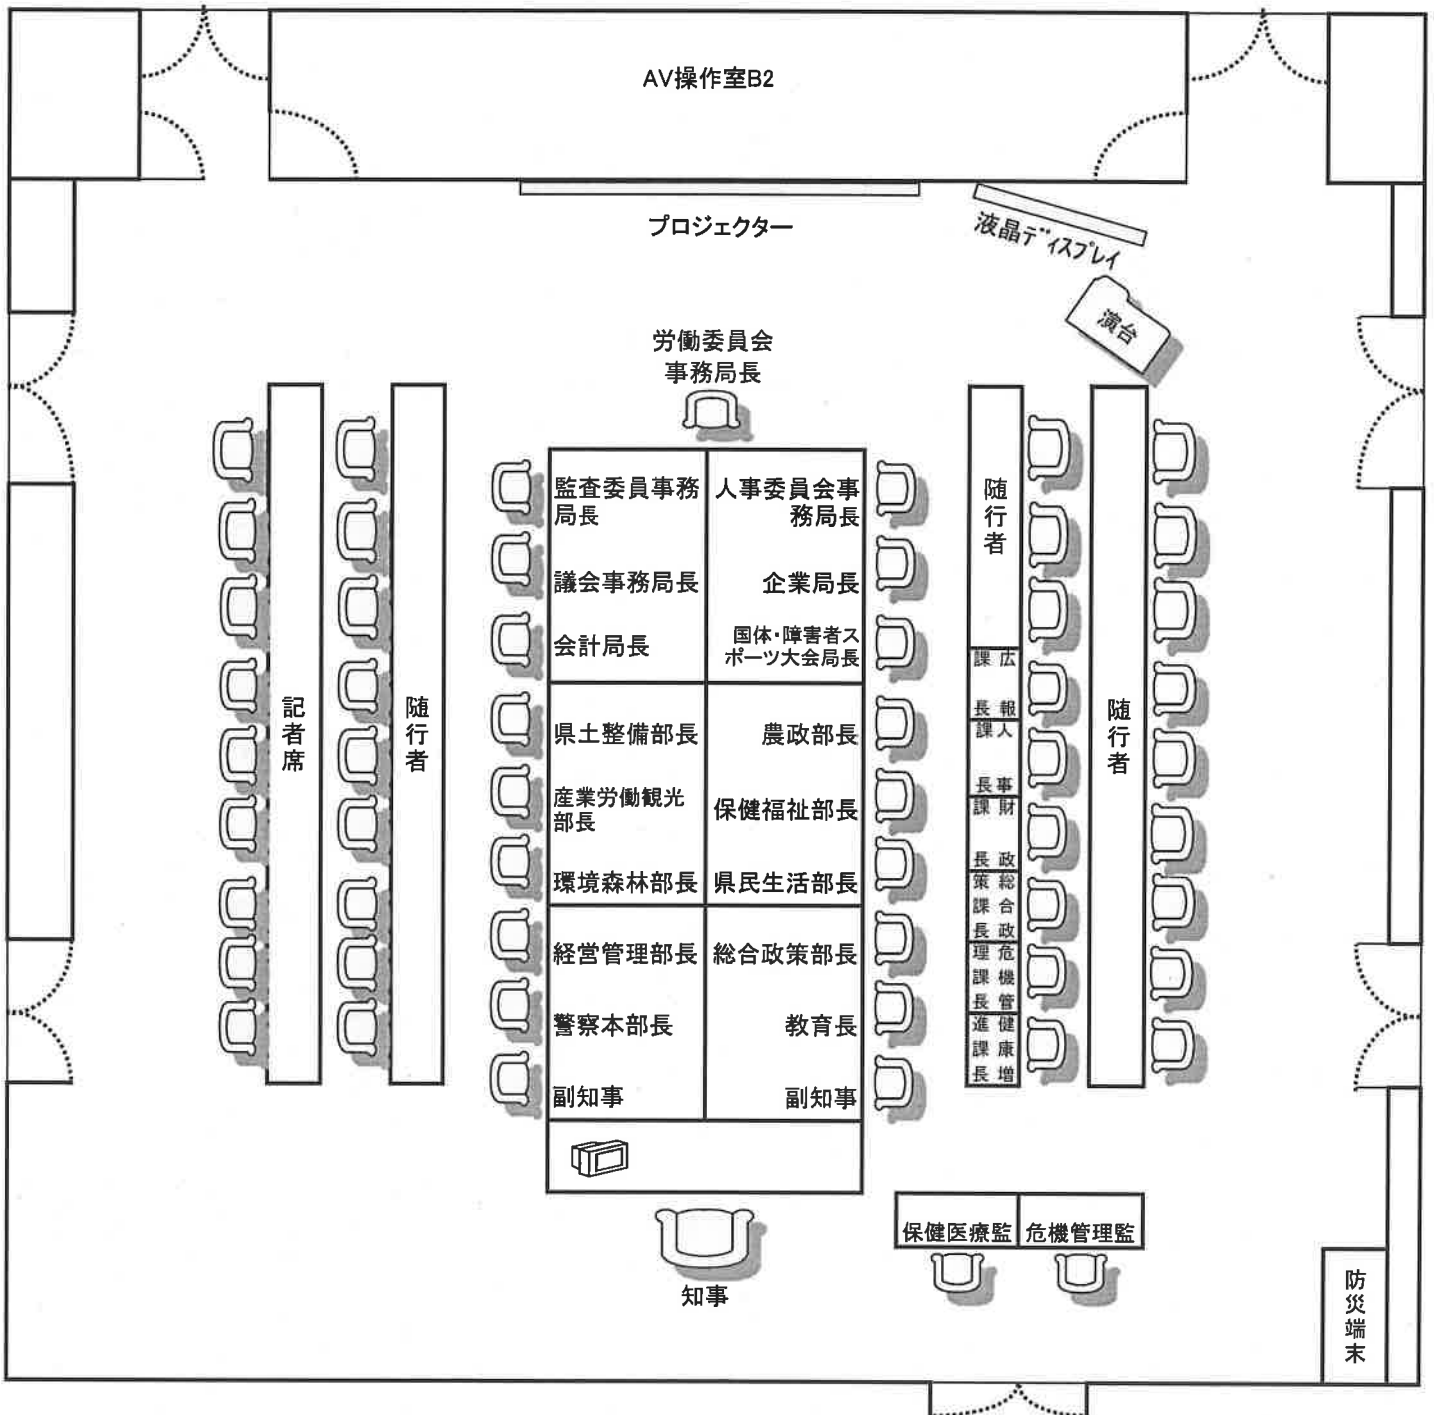 AV操作室B2
プロジェクター
液晶ディスプレイ
演台
労働委員会
事務局長
監査委員事務
局長
人事委員会事
務局長
議会事務局長
企業局長
会計局長
国体・障害者ス
ポーツ大会局長
県土整備部長
農政部長
産業労働観光
部長
保健福祉部長
環境森林部長
県民生活部長
経営管理部長
総合政策部長
警察本部長
教育長
副知事
副知事
知事
記者席
随行者
随行者
広報
課長
人事
課長
財政
課長
総合政
策課長
危機管
理課長
健康増
進課長
随行者
保健医療監
危機管理監
防災端末